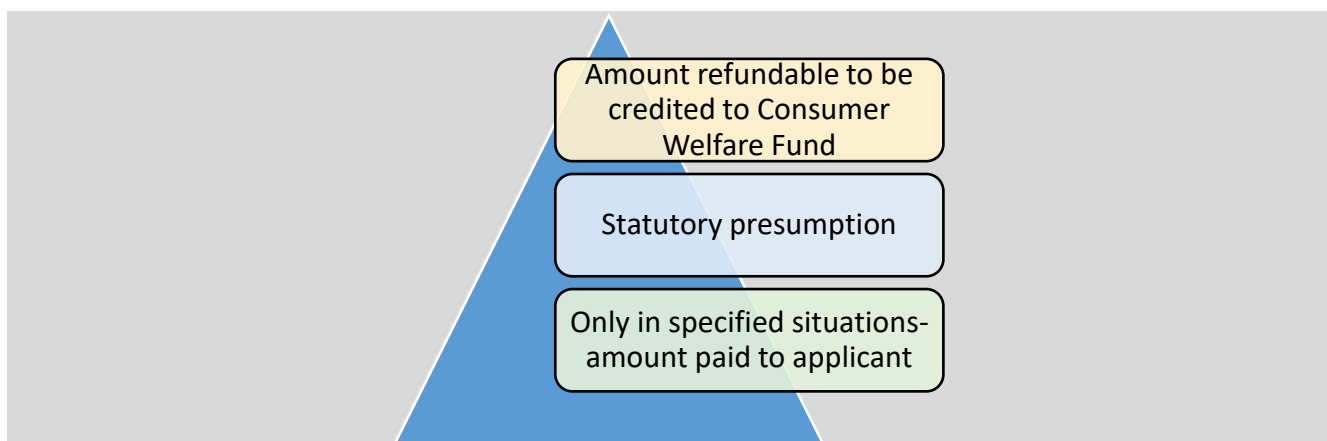 Amount refundable to be
credited to Consumer
Welfare Fund
Statutory presumption
Only in specified situations-
amount paid to applicant